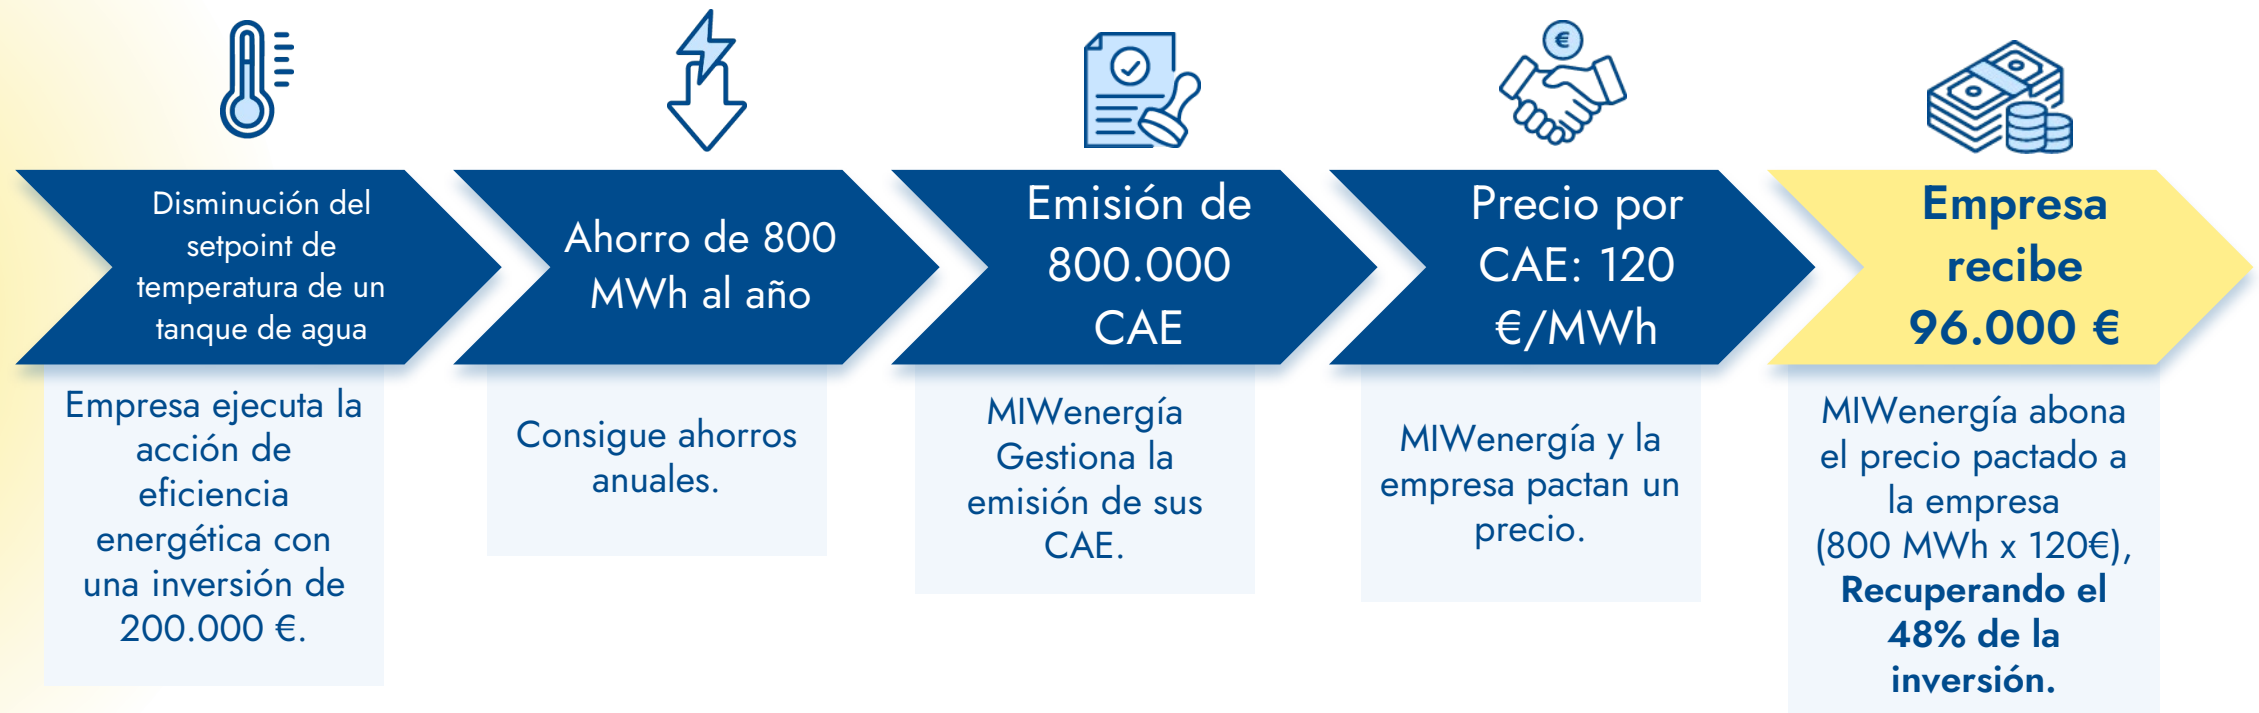 Disminución del
setpoint de
temperatura de un
tanque de agua
Empresa ejecuta la
acción de
eficiencia
energética con
una inversión de
200.000 €.
Ahorro de 800
MWh al año
Consigue ahorros
anuales.
Emisión de
800.000
CAE
MIWenergía
Gestiona la
emisión de sus
CAE.
€
Precio por
CAE: 120
€/MWh
MIWenergía y la
empresa pactan un
precio.
Empresa
recibe
96.000 €
MIWenergía abona
el precio pactado a
la empresa
(800 MWh x 120€),
Recuperando el
48% de la
inversión.